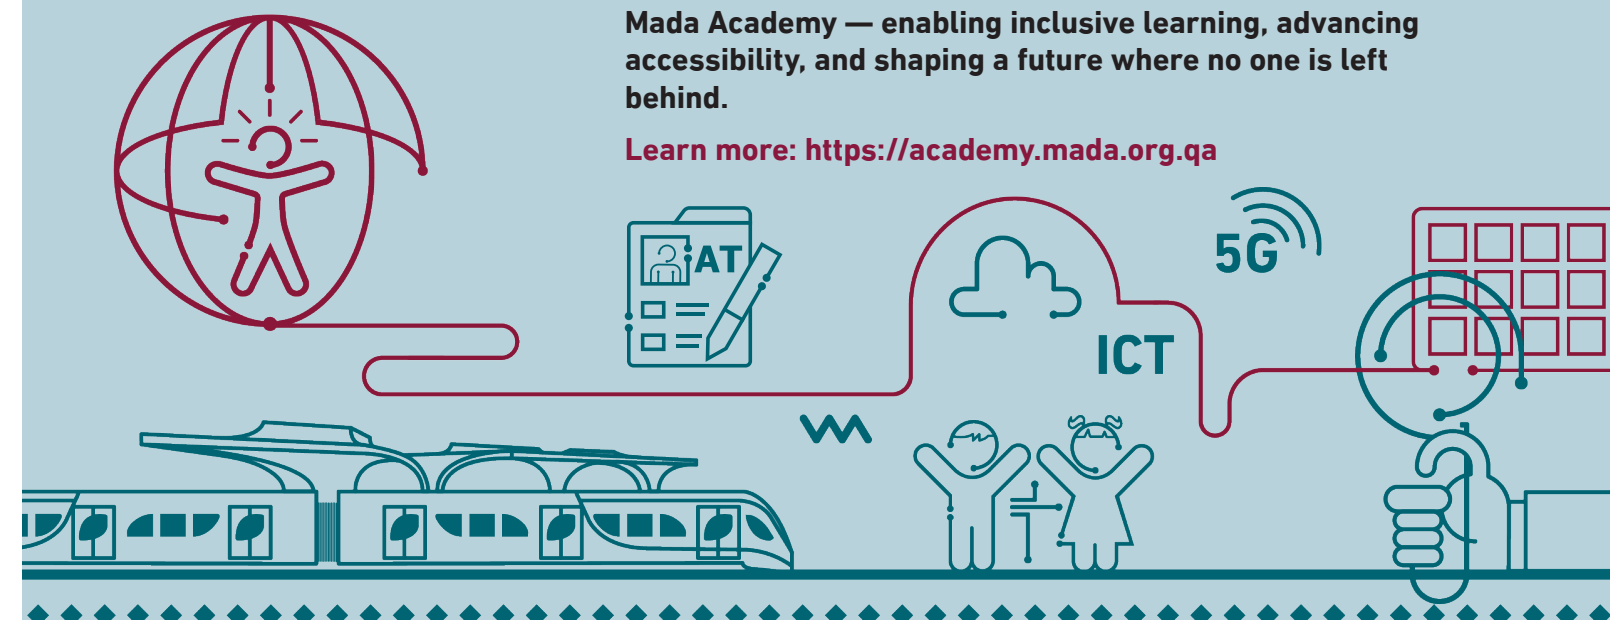 Mada Academy — enabling inclusive learning, advancing
accessibility, and shaping a future where no one is left
behind.
Learn more: https://academy.mada.org.qa
5G
AT
ICT